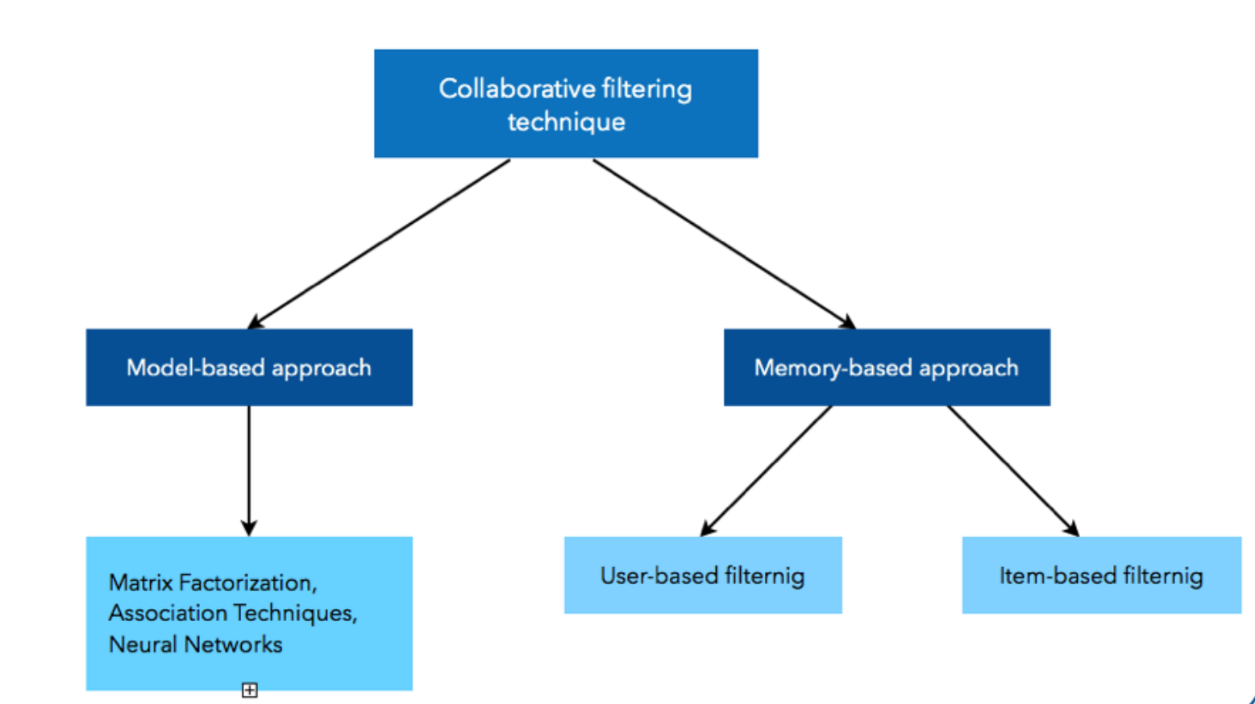 Collaborative filtering
technique
Model-based approach
Memory-based approach
Matrix Factorization,
Association Techniques,
Neural Networks
User-based filternig
Item-based filternig